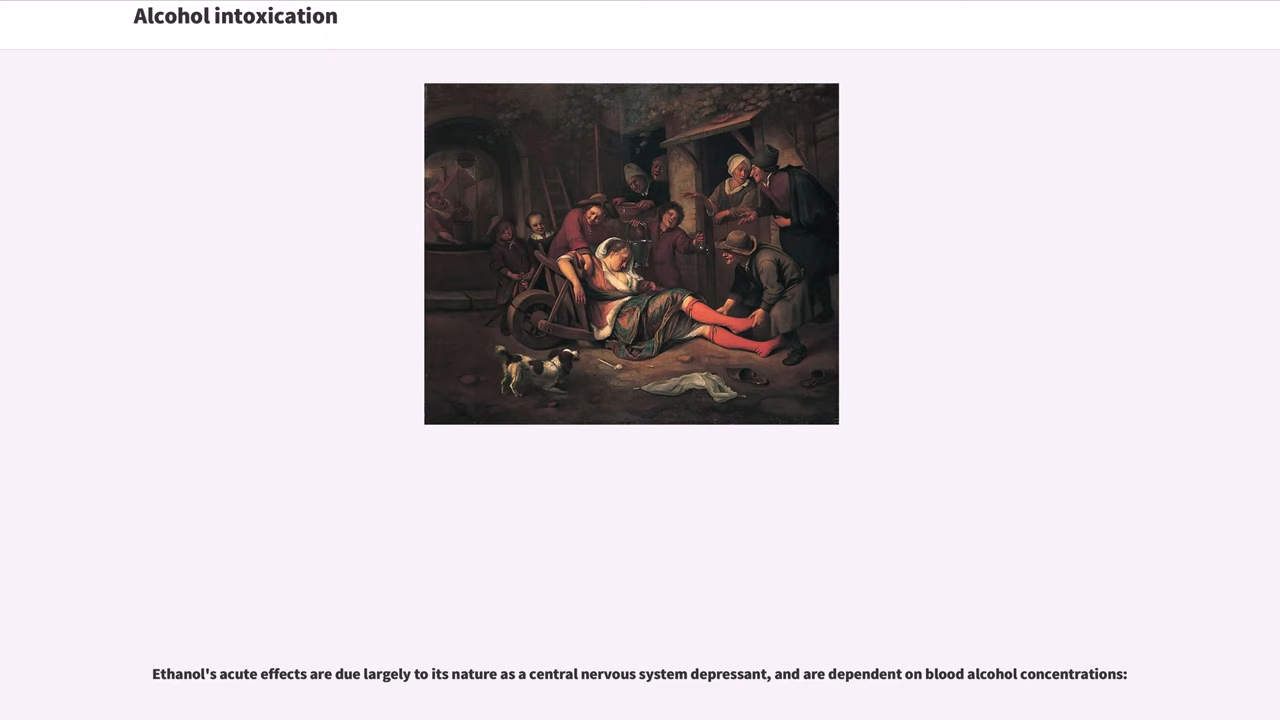 Alcohol intoxication
Ethanol's acute effects are due largely to its nature as a central nervous system depressant, and are dependent on blood alcohol concentrations: